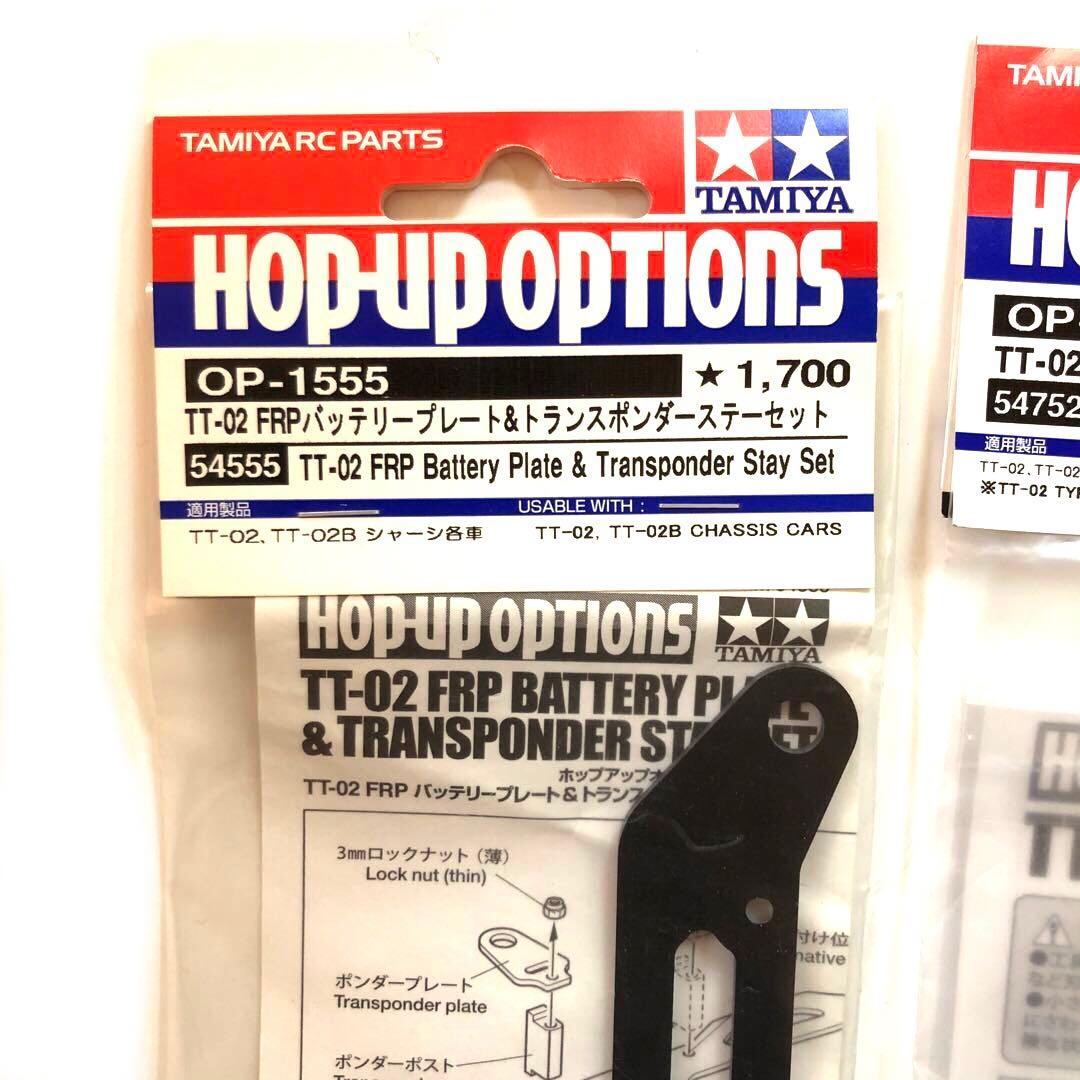 TAMIYA RC PARTS
TAMIYA
HOP-UP OPTIONS
OP-1555
★ 1,700
TT-02 FRPバッテリープレート&トランスポンダーステーセット
54555 TT-02 FRP Battery Plate & Transponder Stay Set
適用製品
USABLE WITH :
TT-02、TT-02B シャーシ各車
TT-02, TT-02B CHASSIS CARS
HOP-UP OPTIONS
TAMIYA
TT-02 FRP BATTERY
& TRANSPONDER
ホップアップ
TT-02 FRP バッテリープレート&トランス
3mmロックナット（薄）
Lock nut (thin)
ポンダープレート
Transponder plate
ポンダーポスト
付け位
native
TAMI
OP
TT-02
54752
適用製品
TT-02、TT-02
※TT-02 TYP